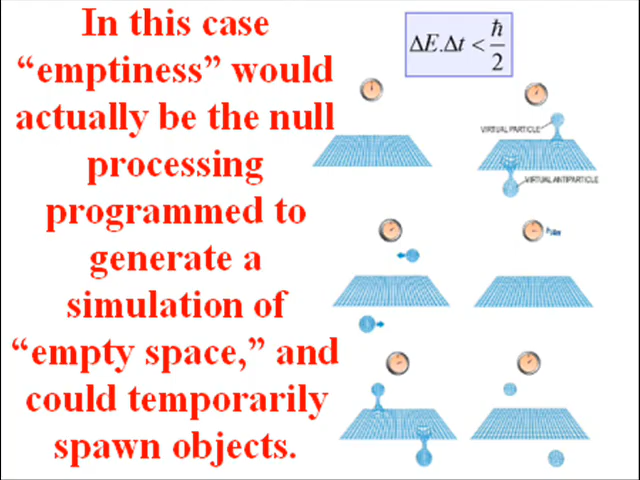 In this case
“emptiness” would
actually be the null
processing
programmed to
generate a
simulation of
“empty space,” and
could temporarily
spawn objects.
ΔE.Δt < ħ/2
VIRTUAL PARTICLE
VIRTUAL ANTIPARTICLE